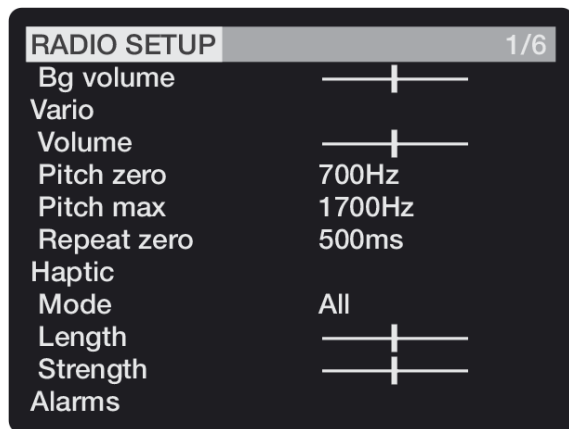 RADIO SETUP 1/6
Bg volume
Vario
Volume
Pitch zero 700Hz
Pitch max 1700Hz
Repeat zero 500ms
Haptic
Mode All
Length
Strength
Alarms